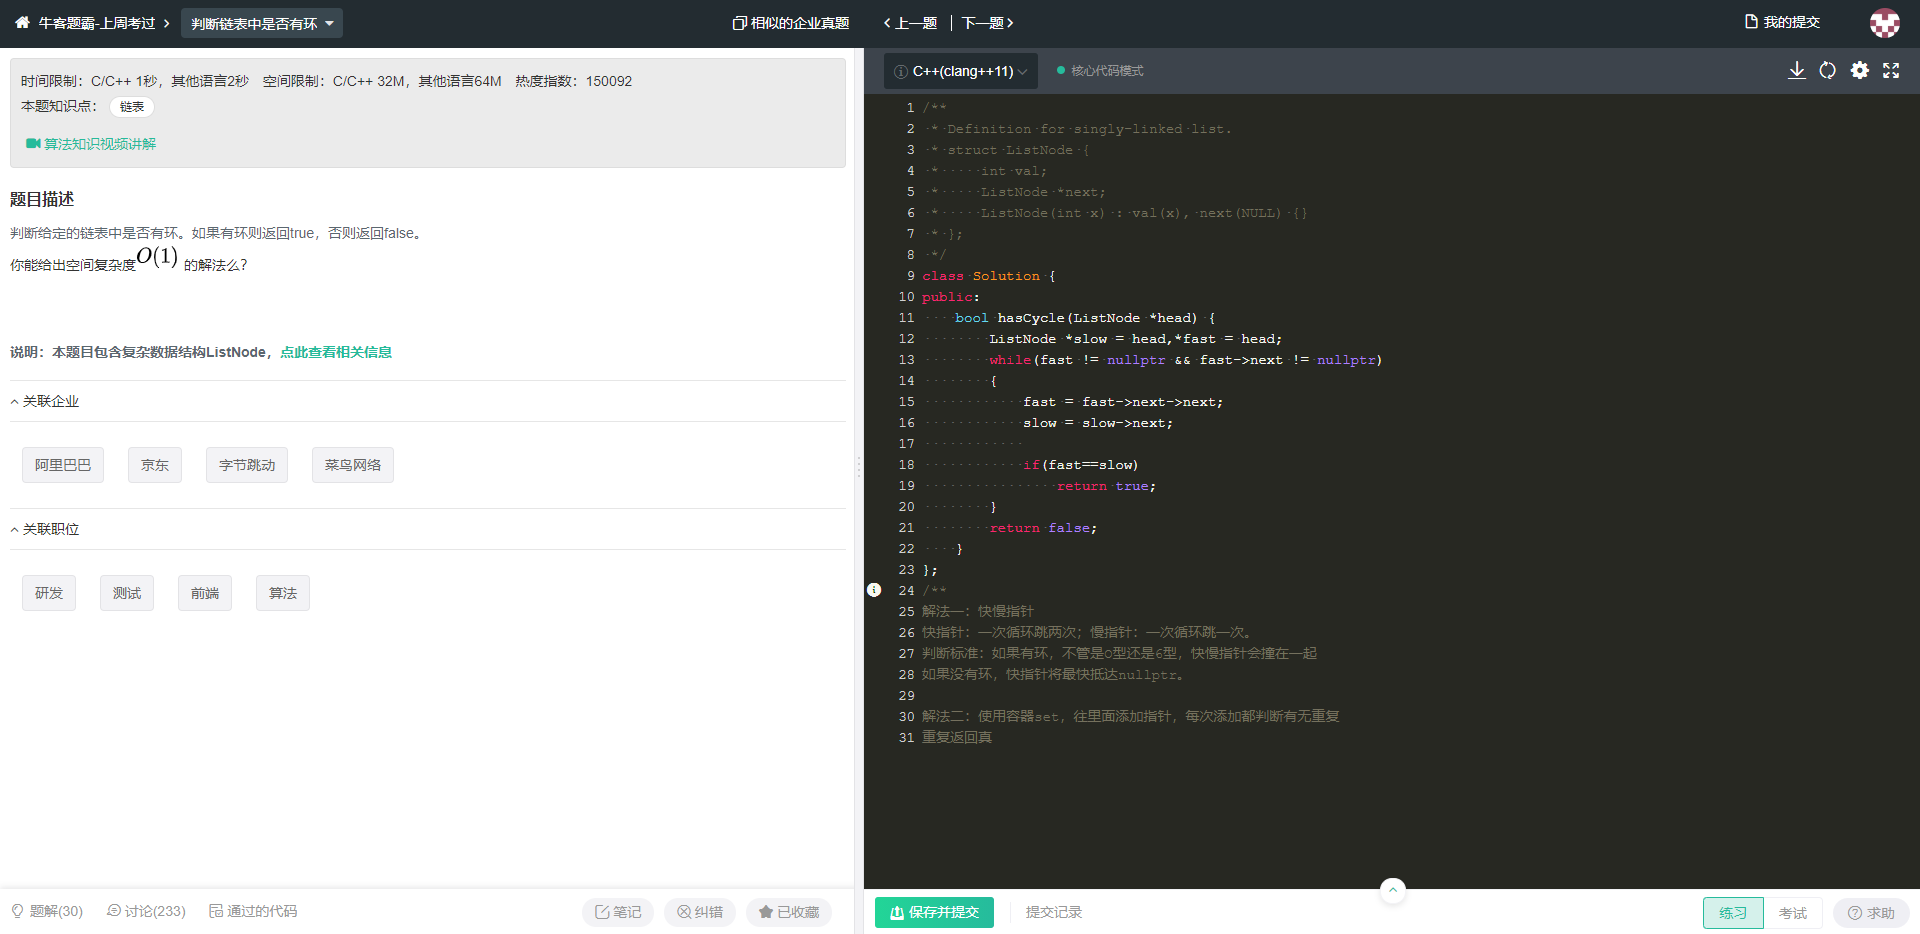 牛客题霸-上周考过 > 判断链表中是否有环
相似的企业真题
上一题 | 下一题
我的提交
时间限制：C/C++ 1秒，其他语言2秒 空间限制：C/C++ 32M，其他语言64M 热度指数：150092
本题知识点： 链表
算法知识视频讲解
题目描述
判断给定的链表中是否有环。如果有环则返回true，否则返回false。
你能给出空间复杂度O(1)的解法么？
说明：本题目包含复杂数据结构ListNode，点此查看相关信息
关联企业
阿里巴巴 京东 字节跳动 菜鸟网络
关联职位
研发 测试 前端 算法
题解(30) 讨论(233) 通过的代码 笔记 纠错 已收藏
C++(clang++11) 核心代码模式
1 /**
2  * Definition for singly-linked list.
3  * struct ListNode {
4  *     int val;
5  *     ListNode *next;
6  *     ListNode(int x) : val(x), next(NULL) {}
7  * };
8  */
9 class Solution {
10 public:
11     bool hasCycle(ListNode *head) {
12         ListNode *slow = head,*fast = head;
13         while(fast != nullptr && fast->next != nullptr)
14         {
15             fast = fast->next->next;
16             slow = slow->next;
17
18             if(fast==slow)
19                 return true;
20         }
21         return false;
22     }
23 };
24 /**
25 解法一：快慢指针
26 快指针：一次循环跳两次；慢指针：一次循环跳一次。
27 判断标准：如果有环，不管是O型还是6型，快慢指针会撞在一起
28 如果没有环，快指针将最快抵达nullptr。
29
30 解法二：使用容器set，往里面添加指针，每次添加都判断有无重复
31 重复返回真
保存并提交 提交记录 练习 考试 求助